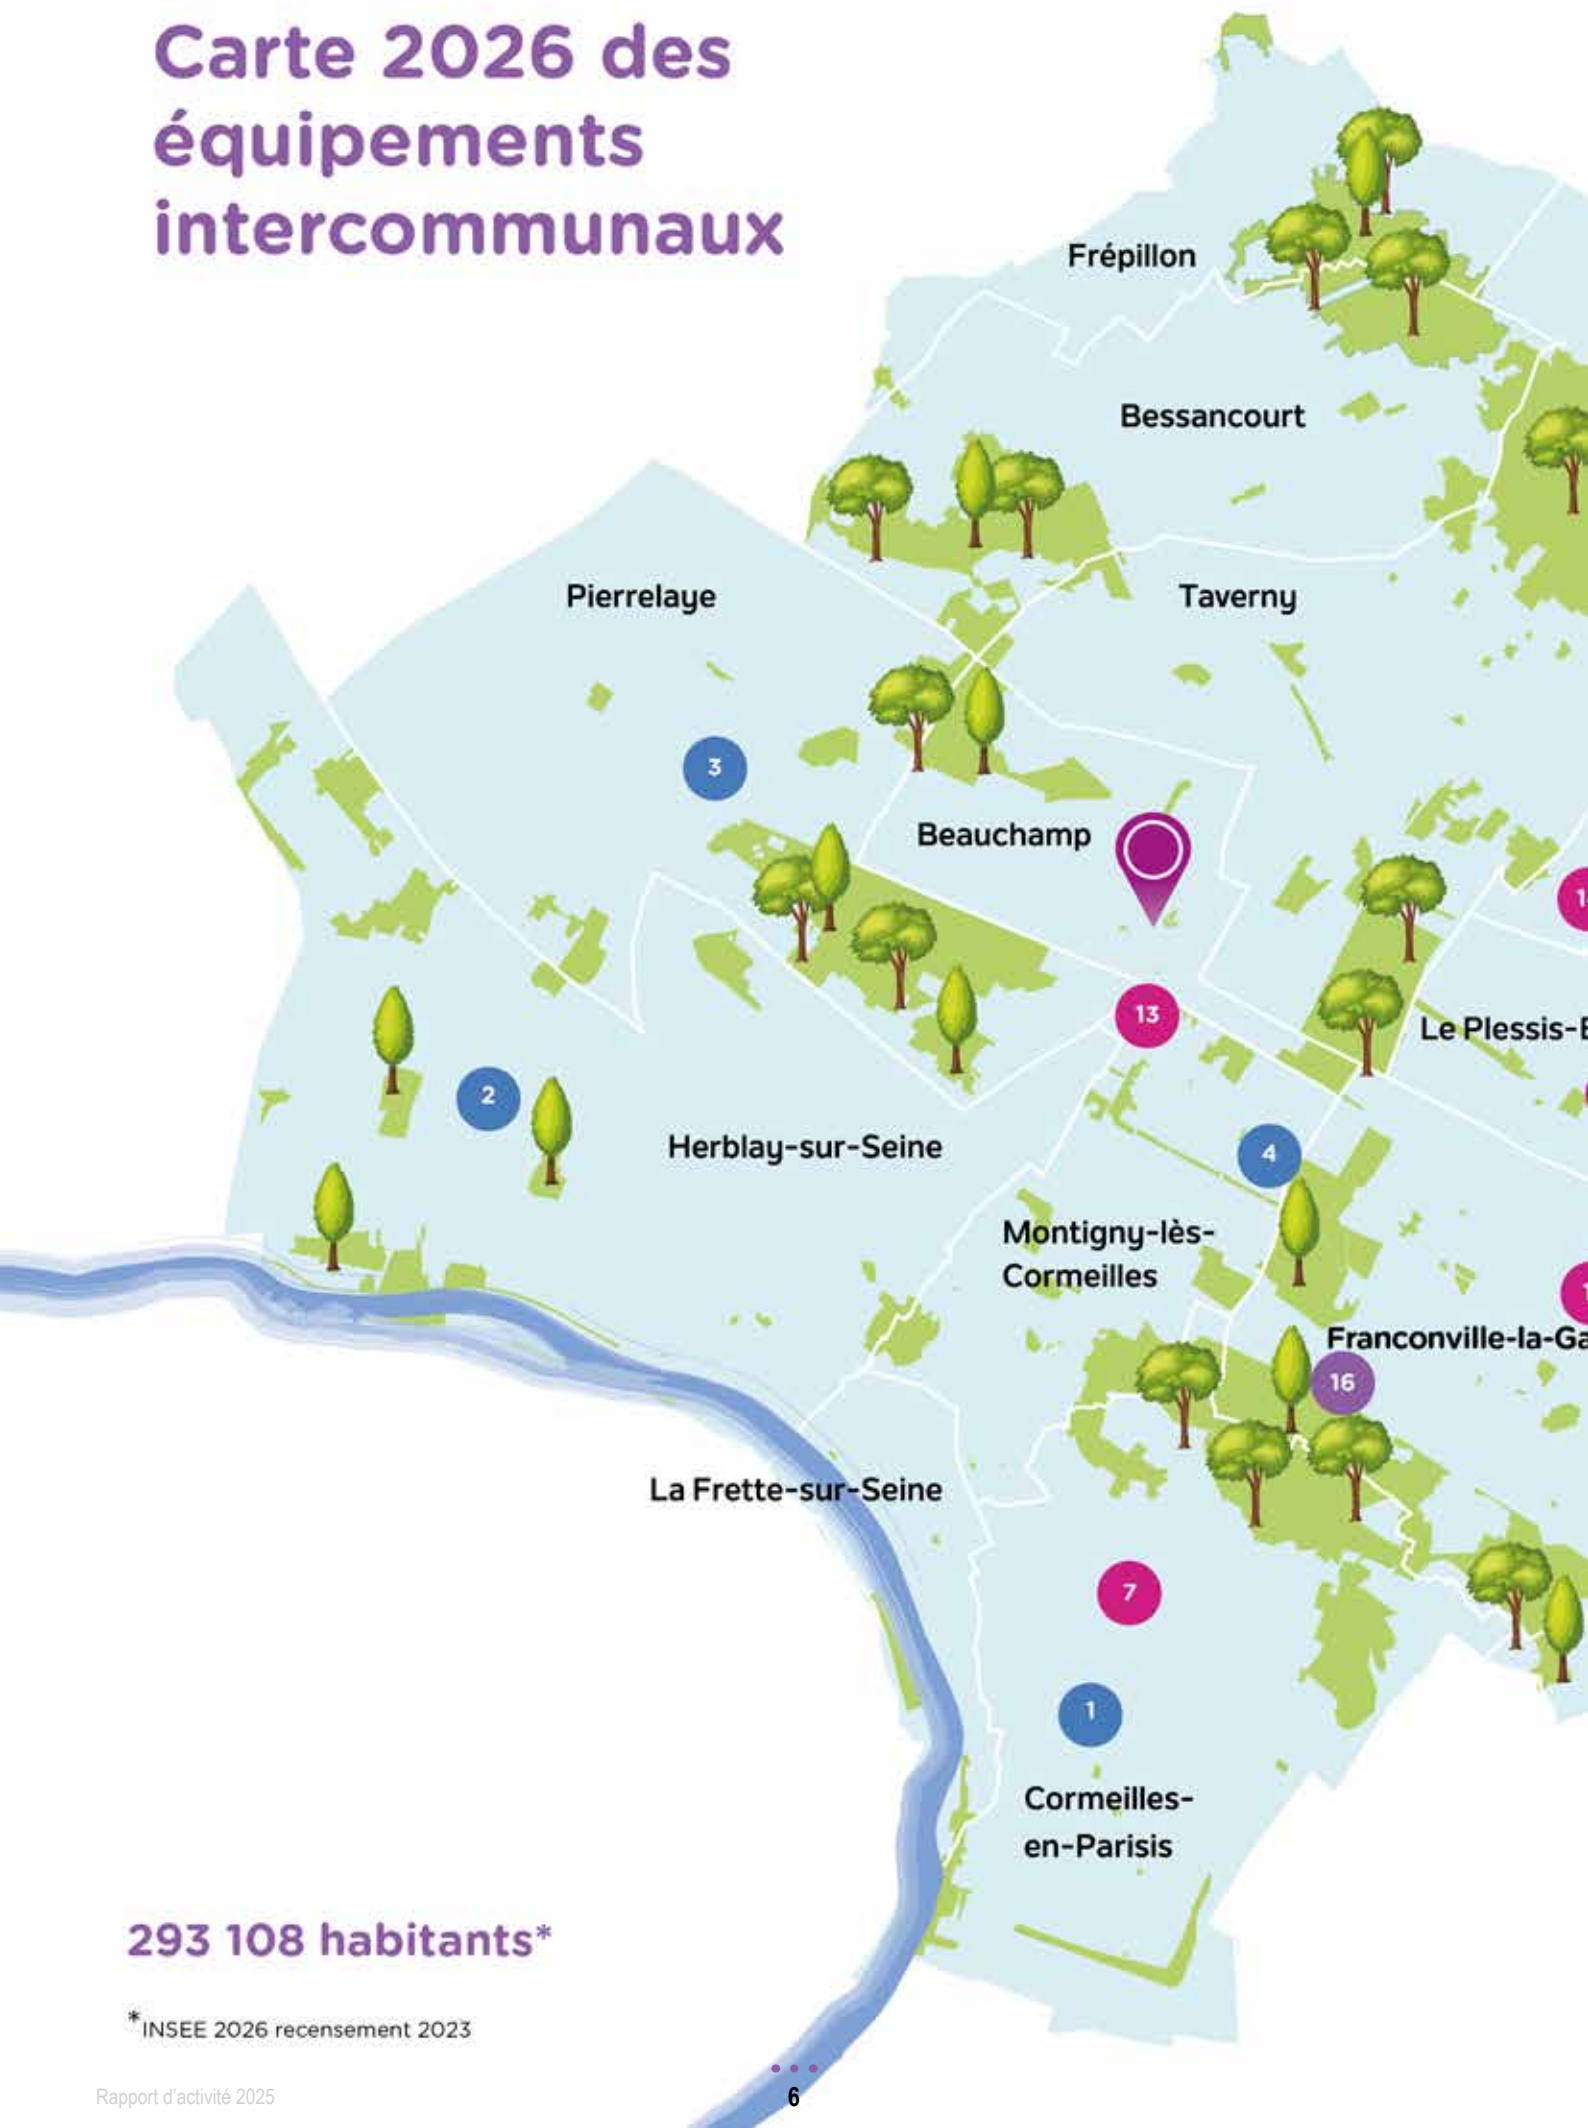 Carte 2026 des
équipements
intercommunaux
Frépillon
Bessancourt
Pierrelaye
Taverny
3
Beauchamp
13
Le Plessis-
2
4
Herblay-sur-Seine
Montigny-lès-
Cormeilles
Franconville-la-Ga
16
La Frette-sur-Seine
7
1
Cormeilles-
en-Parisis
293 108 habitants*
*INSEE 2026 recensement 2023
Rapport d'activité 2025
6